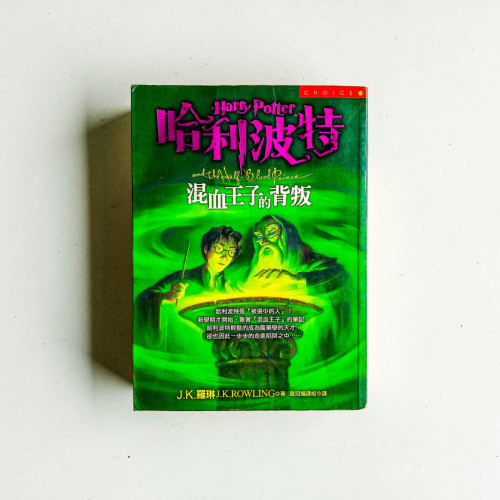 CHOICE
Harry Potter
哈利波特
and the Half-Blood Prince
混血王子的背叛
哈利波特是「被選中的人」?
新學期才開始,靠著「混血王子」的筆記
哈利波特輕鬆的成為魔藥學的天才,
卻也因此一步步的走進陷阱之中……
J.K.羅琳J.K.ROWLING◎著 皇冠編譯組◎譯